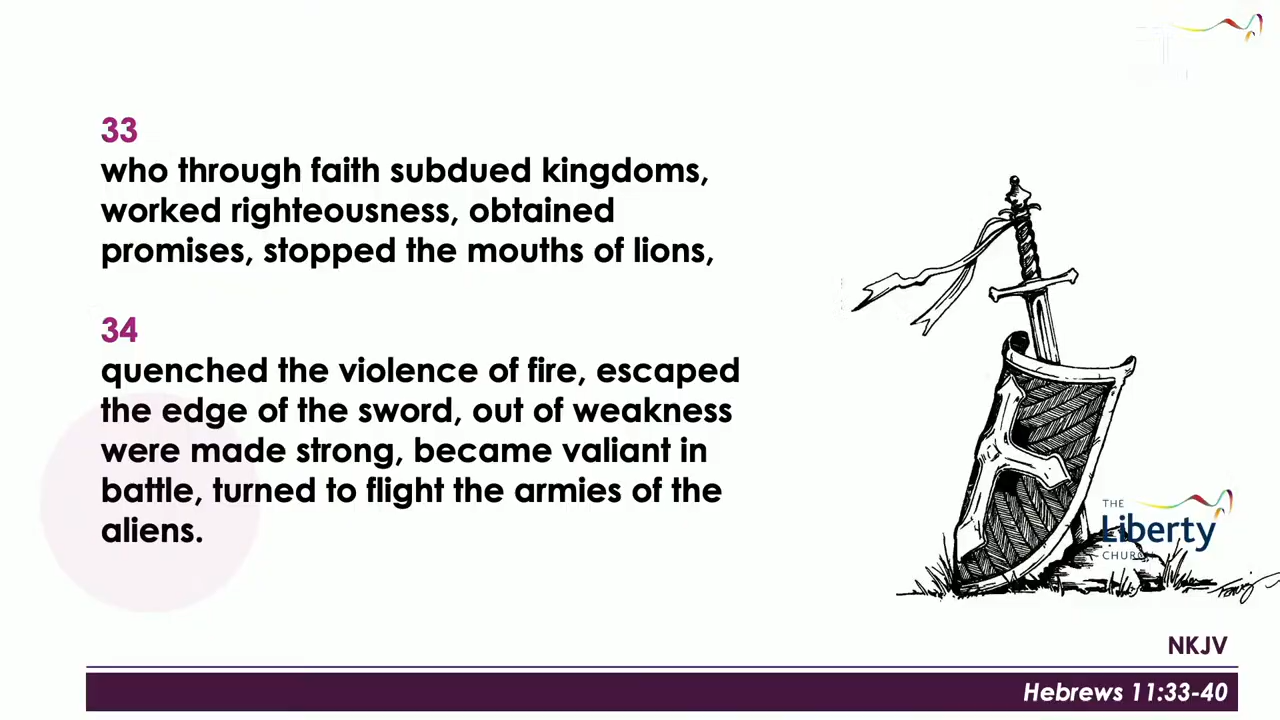 33
who through faith subdued kingdoms,
worked righteousness, obtained
promises, stopped the mouths of lions,
34
quenched the violence of fire, escaped
the edge of the sword, out of weakness
were made strong, became valiant in
battle, turned to flight the armies of the
aliens.
THE
Liberty
CHURCH
NKJV
Hebrews 11:33-40